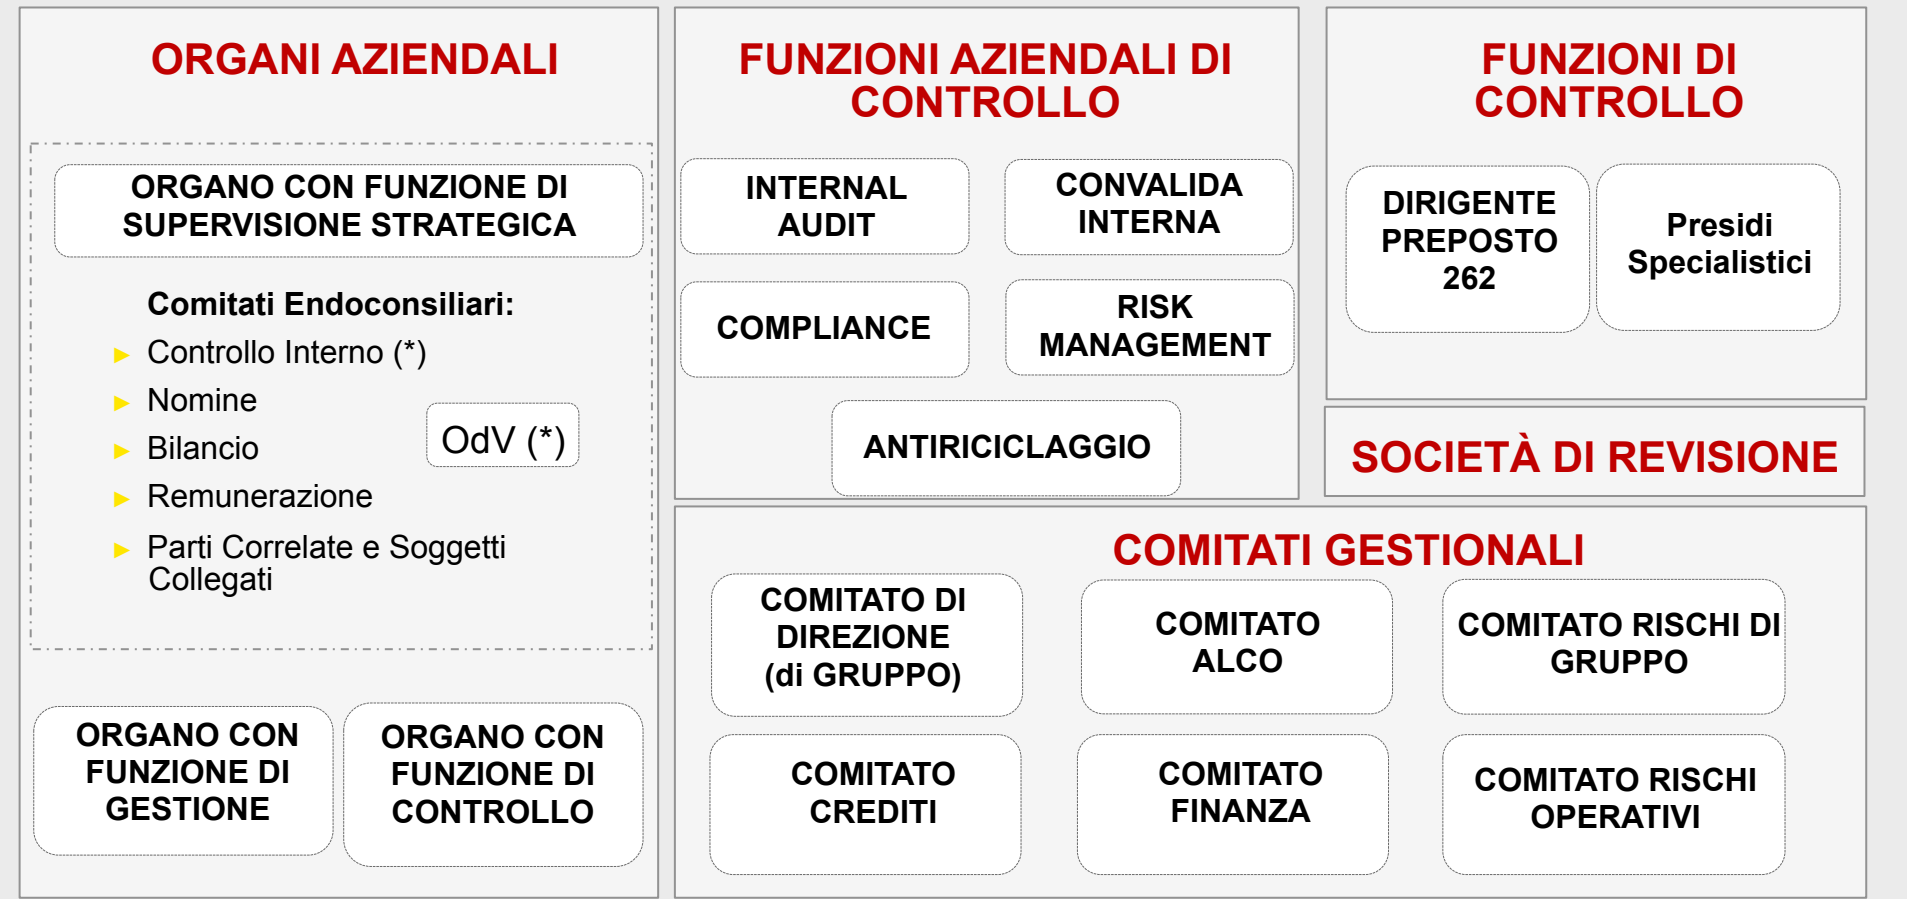 ORGANI AZIENDALI
ORGANO CON FUNZIONE DI
SUPERVISIONE STRATEGICA
Comitati Endoconsiliari:
► Controllo Interno (*)
► Nomine
► Bilancio
► Remunerazione
► Parti Correlate e Soggetti
Collegati
OdV (*)
ORGANO CON
FUNZIONE DI
GESTIONE
ORGANO CON
FUNZIONE DI
CONTROLLO
FUNZIONI AZIENDALI DI
CONTROLLO
INTERNAL
AUDIT
CONVALIDA
INTERNA
COMPLIANCE
RISK
MANAGEMENT
ANTIRICICLAGGIO
FUNZIONI DI
CONTROLLO
DIRIGENTE
PREPOSTO
262
Presidi
Specialistici
SOCIETÀ DI REVISIONE
COMITATI GESTIONALI
COMITATO DI
DIREZIONE
(di GRUPPO)
COMITATO
ALCO
COMITATO RISCHI DI
GRUPPO
COMITATO
CREDITI
COMITATO
FINANZA
COMITATO RISCHI
OPERATIVI